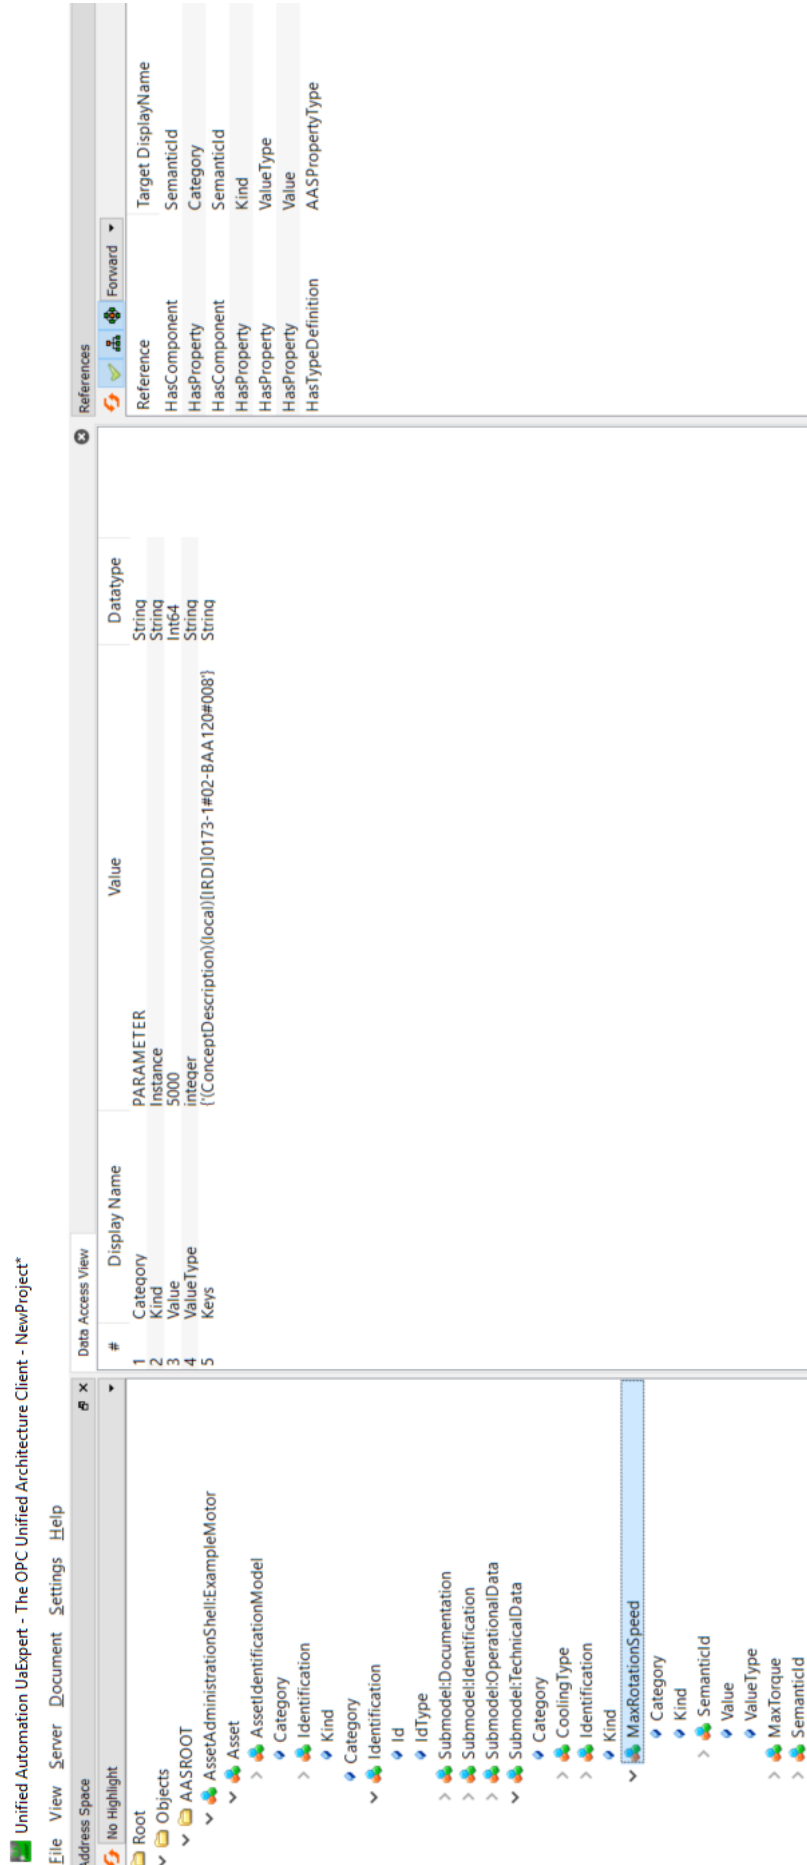 Unified Automation UaExpert - The OPC Unified Architecture Client - NewProject*
File View Server Document Settings Help
Address Space
No Highlight
Root
Objects
AASROOT
AssetAdministrationShell:ExampleMotor
Asset
AssetIdentificationModel
Category
Identification
Kind
Category
Identification
Id
IdType
Submodel:Documentation
Submodel:Identification
Submodel:OperationalData
Submodel:TechnicalData
Category
CoolingType
Identification
Kind
MaxRotationSpeed
Category
Kind
SemanticId
Value
ValueType
MaxTorque
SemanticId
Data Access View
# Display Name Value Datatype
1 Category PARAMETER String
2 Kind Instance String
3 Value 5000 Int64
4 ValueType integer String
5 Keys {'(ConceptDescription)(local)[IRDI]0173-1#02-BAA120#008'} String
References
Forward
Reference Target DisplayName
HasComponent SemanticId
HasProperty Category
HasComponent SemanticId
HasProperty Kind
HasProperty ValueType
HasProperty Value
HasTypeDefinition AASPropertyType